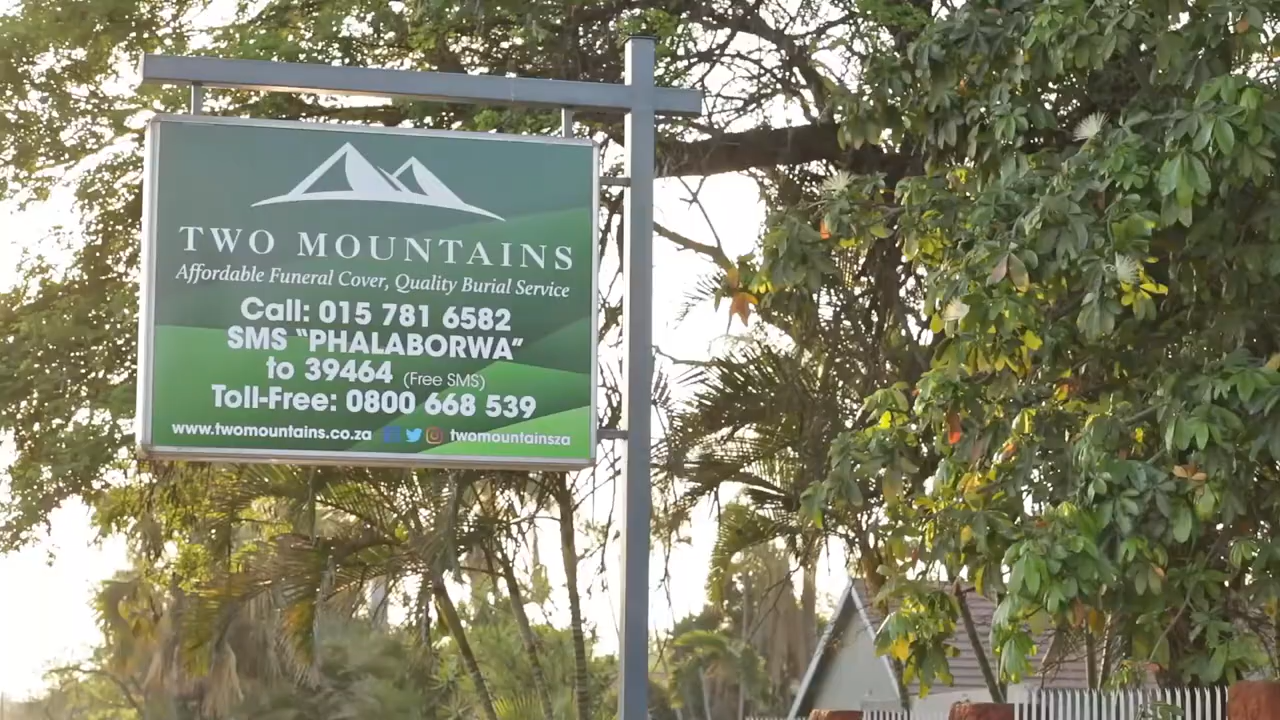 TWO MOUNTAINS
Affordable Funeral Cover, Quality Burial Service
Call: 015 781 6582
SMS "PHALABORWA"
to 39464 (Free SMS)
Toll-Free: 0800 668 539
www.twomountains.co.za twomountainsza